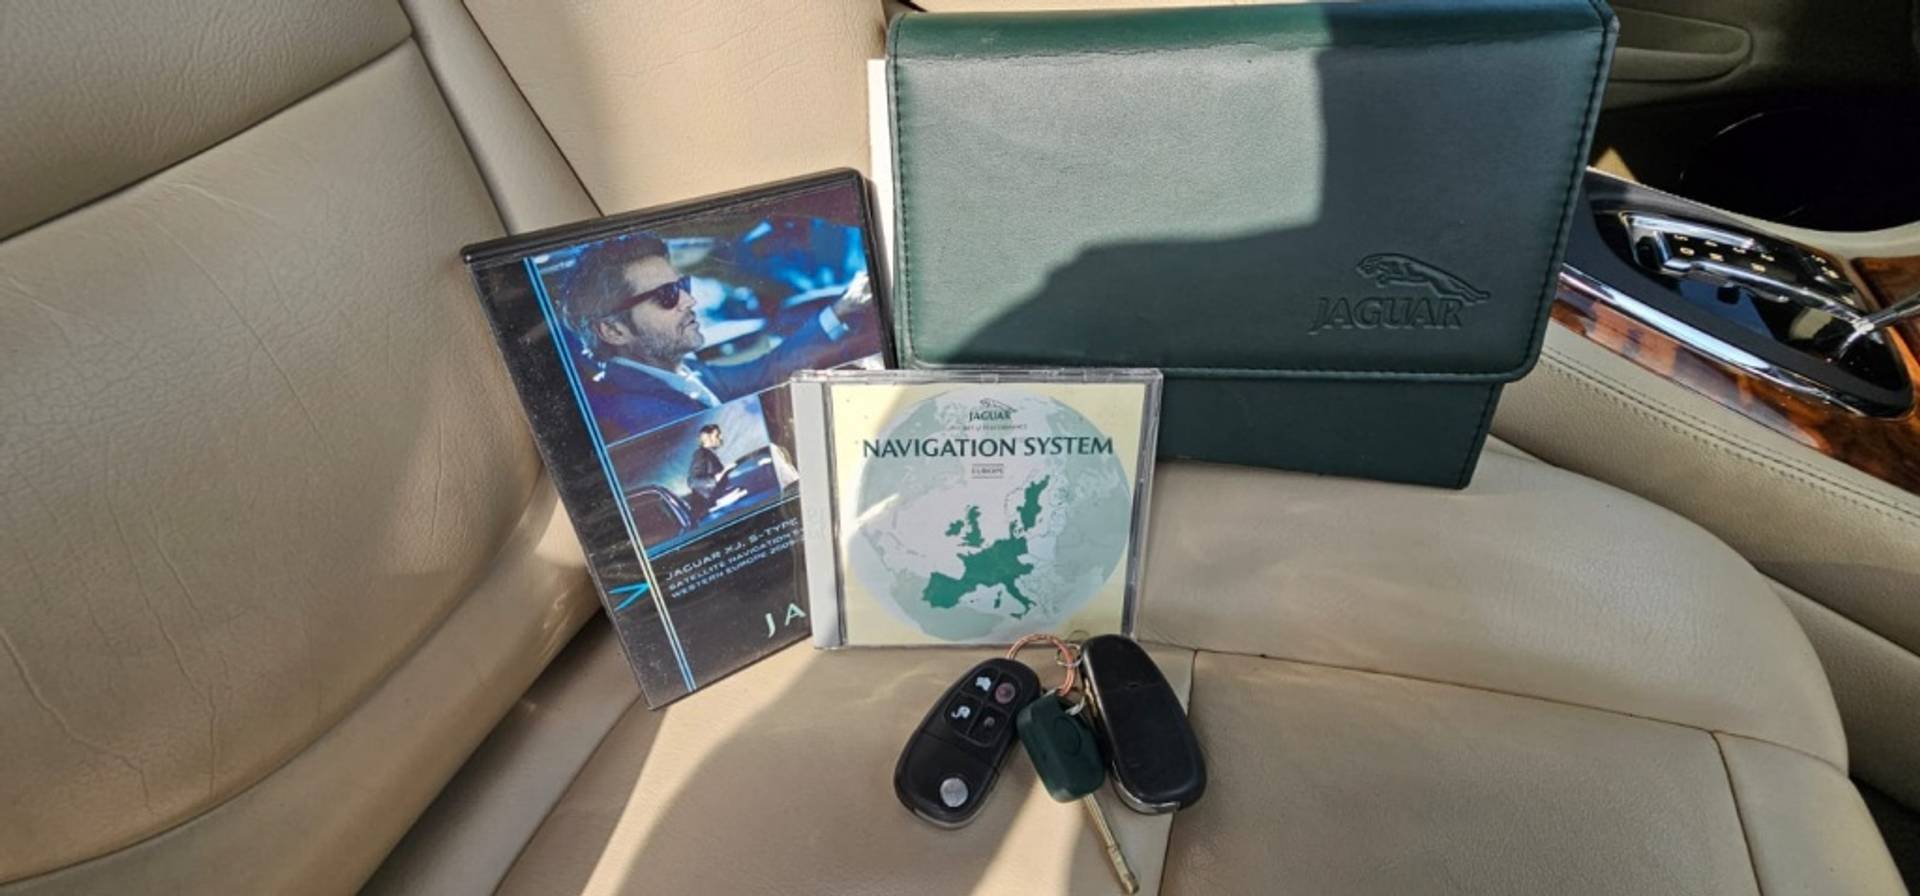 JAGUAR
JAGUAR XJ, S-TYPE
SATELLITE NAVIGATION
WESTERN EUROPE
JA
JAGUAR
NAVIGATION SYSTEM
EUROPE